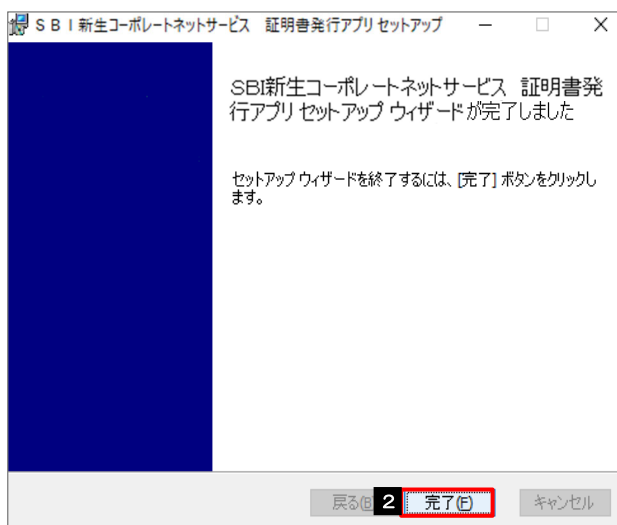 ＳＢＩ新生コーポレートネットサービス　証明書発行アプリ セットアップ
SBI新生コーポレートネットサービス　証明書発
行アプリ セットアップ ウィザードが完了しました
セットアップ ウィザードを終了するには、[完了] ボタンをクリックし
ます。
戻る(B 2 完了(F) キャンセル